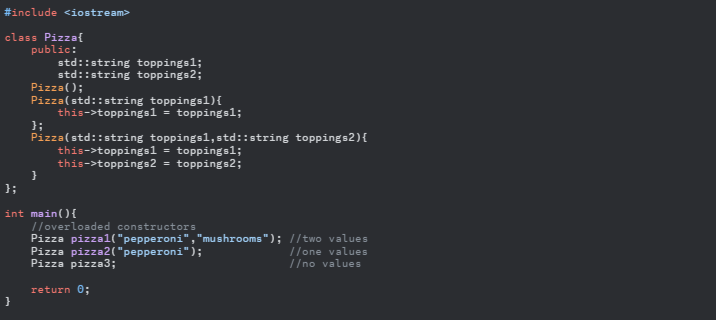 #include <iostream>

class Pizza{
    public:
        std::string toppings1;
        std::string toppings2;
    Pizza();
    Pizza(std::string toppings1){
        this->toppings1 = toppings1;
    };
    Pizza(std::string toppings1,std::string toppings2){
        this->toppings1 = toppings1;
        this->toppings2 = toppings2;
    }
};

int main(){
    //overloaded constructors
    Pizza pizza1("pepperoni","mushrooms"); //two values
    Pizza pizza2("pepperoni");             //one values
    Pizza pizza3;                          //no values

    return 0;
}